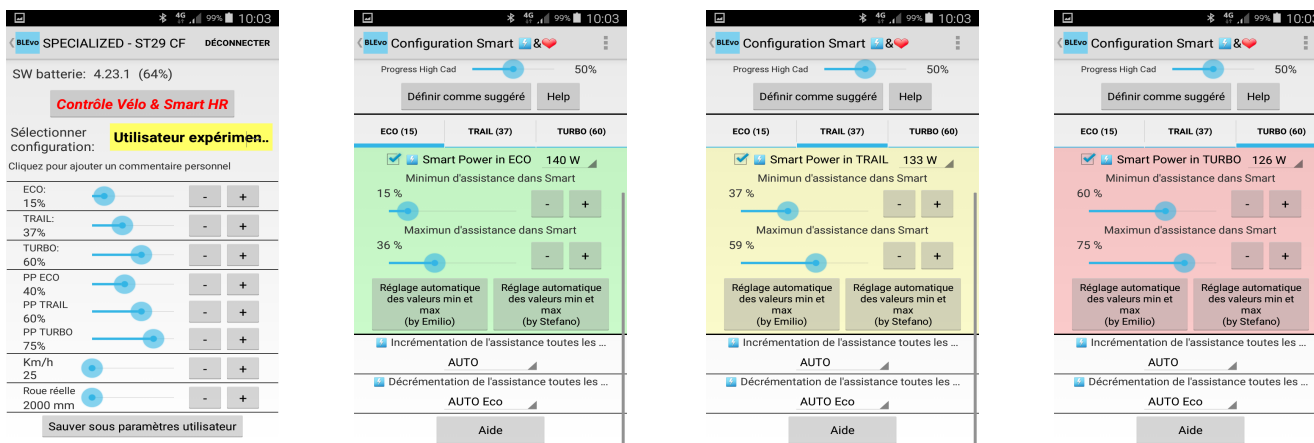 4G 99% 10:03
BLEvo SPECIALIZED - ST29 CF DÉCONNECTER
SW batterie: 4.23.1 (64%)
Contrôle Vélo & Smart HR
Sélectionner
configuration:
Utilisateur expérimen..
Cliquez pour ajouter un commentaire personnel
ECO:
15%
- +
TRAIL:
37%
- +
TURBO:
60%
- +
PP ECO
40%
- +
PP TRAIL
60%
- +
PP TURBO
75%
- +
Km/h
25
- +
Roue réelle
2000 mm
- +
Sauver sous paramètres utilisateur
4G 99% 10:03
BLEvo Configuration Smart &
Progress High Cad 50%
Définir comme suggéré Help
ECO (15) TRAIL (37) TURBO (60)
Smart Power in ECO 140 W
Minimun d'assistance dans Smart
15 %
- +
Maximun d'assistance dans Smart
36 %
- +
Réglage automatique
des valeurs min et
max
(by Emilio)
Réglage automatique
des valeurs min et
max
(by Stefano)
Incrémentation de l'assistance toutes les ...
AUTO
Décrémentation de l'assistance toutes les ...
AUTO Eco
Aide
4G 99% 10:03
BLEvo Configuration Smart &
Progress High Cad 50%
Définir comme suggéré Help
ECO (15) TRAIL (37) TURBO (60)
Smart Power in TRAIL 133 W
Minimun d'assistance dans Smart
37 %
- +
Maximun d'assistance dans Smart
59 %
- +
Réglage automatique
des valeurs min et
max
(by Emilio)
Réglage automatique
des valeurs min et
max
(by Stefano)
Incrémentation de l'assistance toutes les ...
AUTO
Décrémentation de l'assistance toutes les ...
AUTO Eco
Aide
4G 99% 10:03
BLEvo Configuration Smart &
Progress High Cad 50%
Définir comme suggéré Help
ECO (15) TRAIL (37) TURBO (60)
Smart Power in TURBO 126 W
Minimun d'assistance dans Smart
60 %
- +
Maximun d'assistance dans Smart
75 %
- +
Réglage automatique
des valeurs min et
max
(by Emilio)
Réglage automatique
des valeurs min et
max
(by Stefano)
Incrémentation de l'assistance toutes les ...
AUTO
Décrémentation de l'assistance toutes les ...
AUTO Eco
Aide